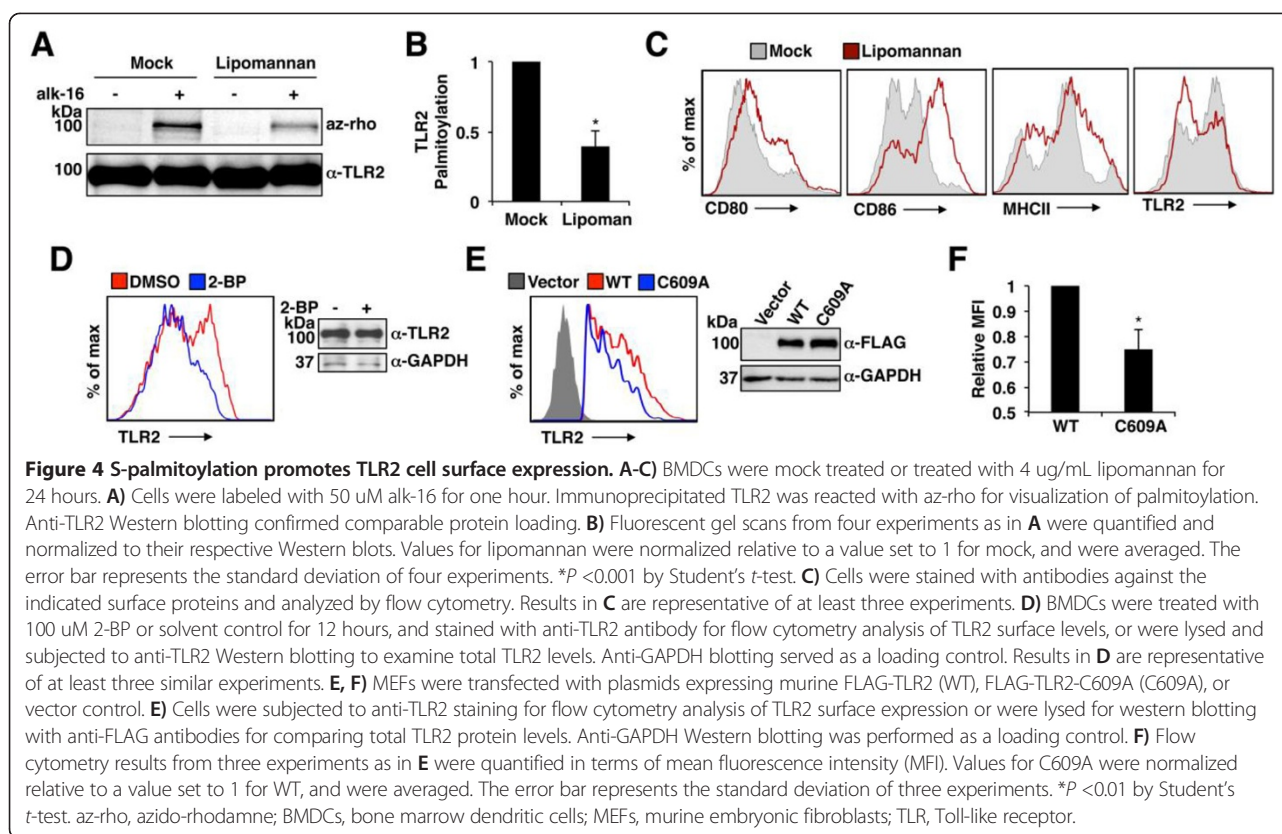 A
B
C
Mock Lipomannan
alk-16 - + - +
kDa
100 az-rho
100 α-TLR2
TLR2 Palmitoylation
1
0.5
0
*
Mock Lipoman
Mock Lipomannan
% of max
CD80 CD86 MHCII TLR2
D
E
F
DMSO 2-BP
% of max
TLR2
2-BP - +
kDa
100 α-TLR2
37 α-GAPDH
Vector WT C609A
% of max
TLR2
Vector WT C609A
kDa
100 α-FLAG
37 α-GAPDH
Relative MFI
1
0.9
0.8
0.7
0.6
0.5
*
WT C609A
Figure 4 S-palmitoylation promotes TLR2 cell surface expression. A-C) BMDCs were mock treated or treated with 4 ug/mL lipomannan for
24 hours. A) Cells were labeled with 50 uM alk-16 for one hour. Immunoprecipitated TLR2 was reacted with az-rho for visualization of palmitoylation.
Anti-TLR2 Western blotting confirmed comparable protein loading. B) Fluorescent gel scans from four experiments as in A were quantified and
normalized to their respective Western blots. Values for lipomannan were normalized relative to a value set to 1 for mock, and were averaged. The
error bar represents the standard deviation of four experiments. *P <0.001 by Student's t-test. C) Cells were stained with antibodies against the
indicated surface proteins and analyzed by flow cytometry. Results in C are representative of at least three experiments. D) BMDCs were treated with
100 uM 2-BP or solvent control for 12 hours, and stained with anti-TLR2 antibody for flow cytometry analysis of TLR2 surface levels, or were lysed and
subjected to anti-TLR2 Western blotting to examine total TLR2 levels. Anti-GAPDH blotting served as a loading control. Results in D are representative
of at least three similar experiments. E, F) MEFs were transfected with plasmids expressing murine FLAG-TLR2 (WT), FLAG-TLR2-C609A (C609A), or
vector control. E) Cells were subjected to anti-TLR2 staining for flow cytometry analysis of TLR2 surface expression or were lysed for western blotting
with anti-FLAG antibodies for comparing total TLR2 protein levels. Anti-GAPDH Western blotting was performed as a loading control. F) Flow
cytometry results from three experiments as in E were quantified in terms of mean fluorescence intensity (MFI). Values for C609A were normalized
relative to a value set to 1 for WT, and were averaged. The error bar represents the standard deviation of three experiments. *P <0.01 by Student's
t-test. az-rho, azido-rhodamne; BMDCs, bone marrow dendritic cells; MEFs, murine embryonic fibroblasts; TLR, Toll-like receptor.